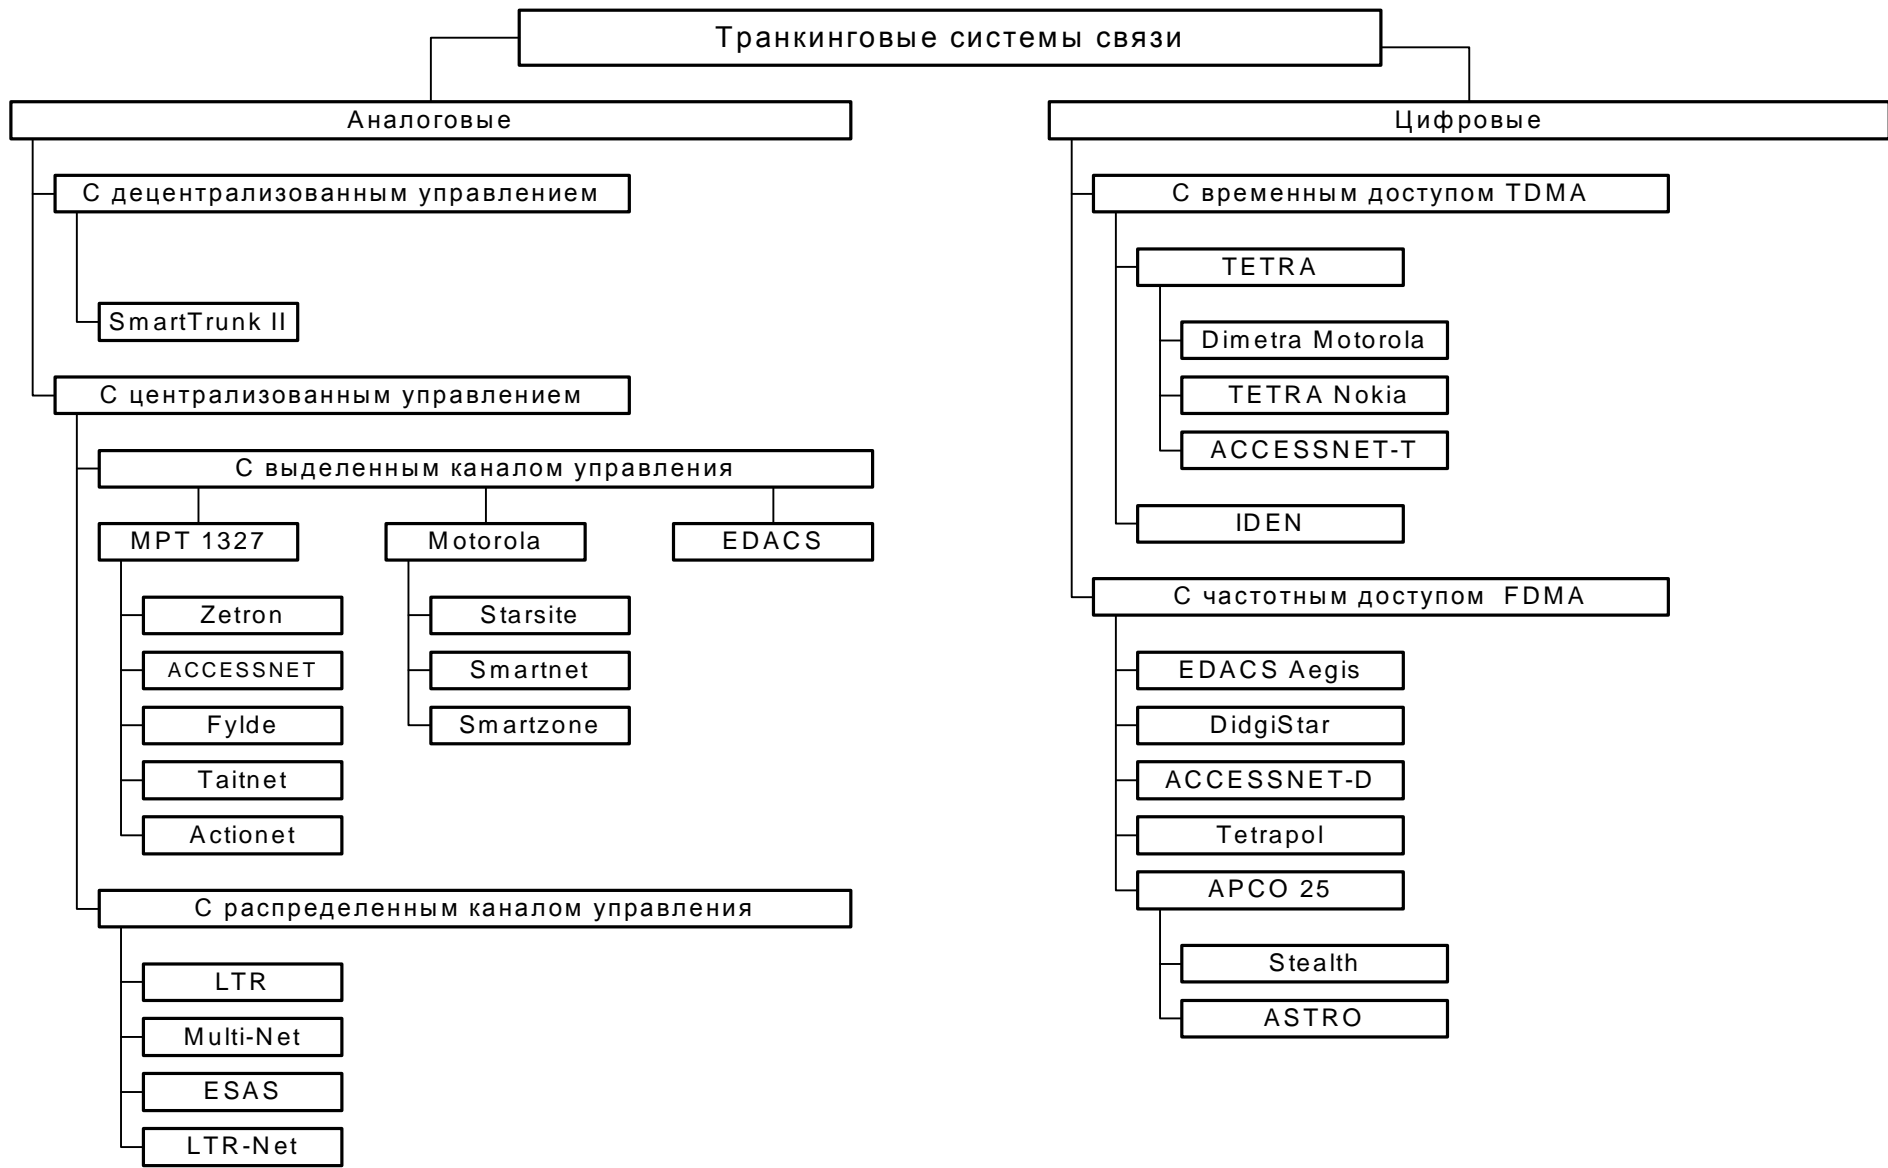 Транкинговые системы связи
Аналоговые
С децентрализованным управлением
SmartTrunk II
С централизованным управлением
С выделенным каналом управления
MPT 1327
Motorola
EDACS
Zetron
ACCESSNET
Fylde
Taitnet
Actionet
Starsite
Smartnet
Smartzone
С распределенным каналом управления
LTR
Multi-Net
ESAS
LTR-Net
Цифровые
С временным доступом TDMA
TETRA
Dimetra Motorola
TETRA Nokia
ACCESSNET-T
IDEN
С частотным доступом FDMA
EDACS Aegis
DidgiStar
ACCESSNET-D
Tetrapol
APCO 25
Stealth
ASTRO